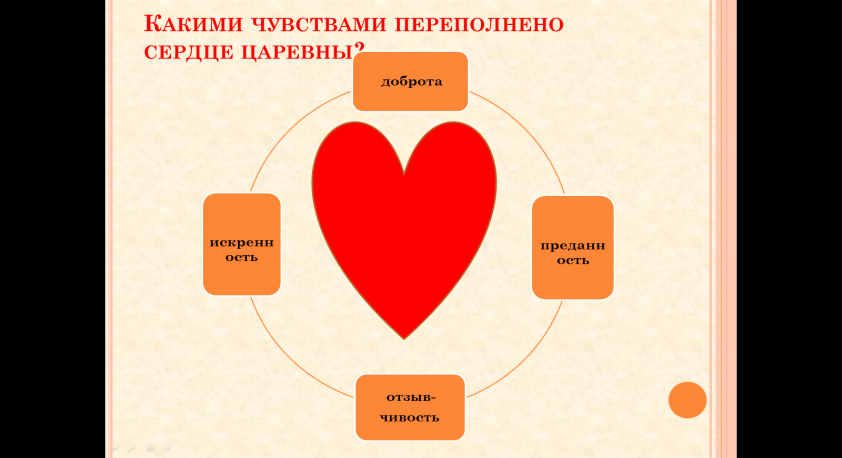 Какими чувствами переполнено
сердце царевны?
доброта
искренн
ость
преданн
ость
отзыв-
чивость